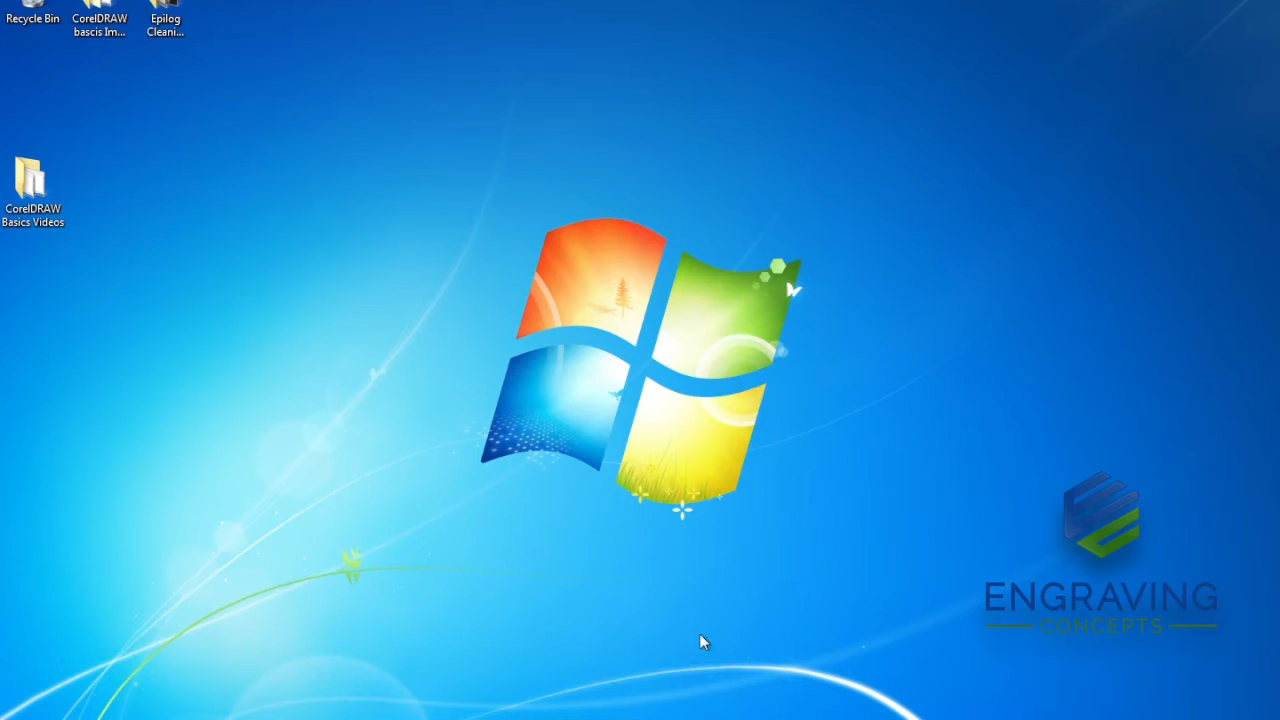 Recycle Bin
CorelDRAW
bascis Im...
Epilog
Cleani...
CorelDRAW
Basics Videos
ENGRAVING
CONCEPTS